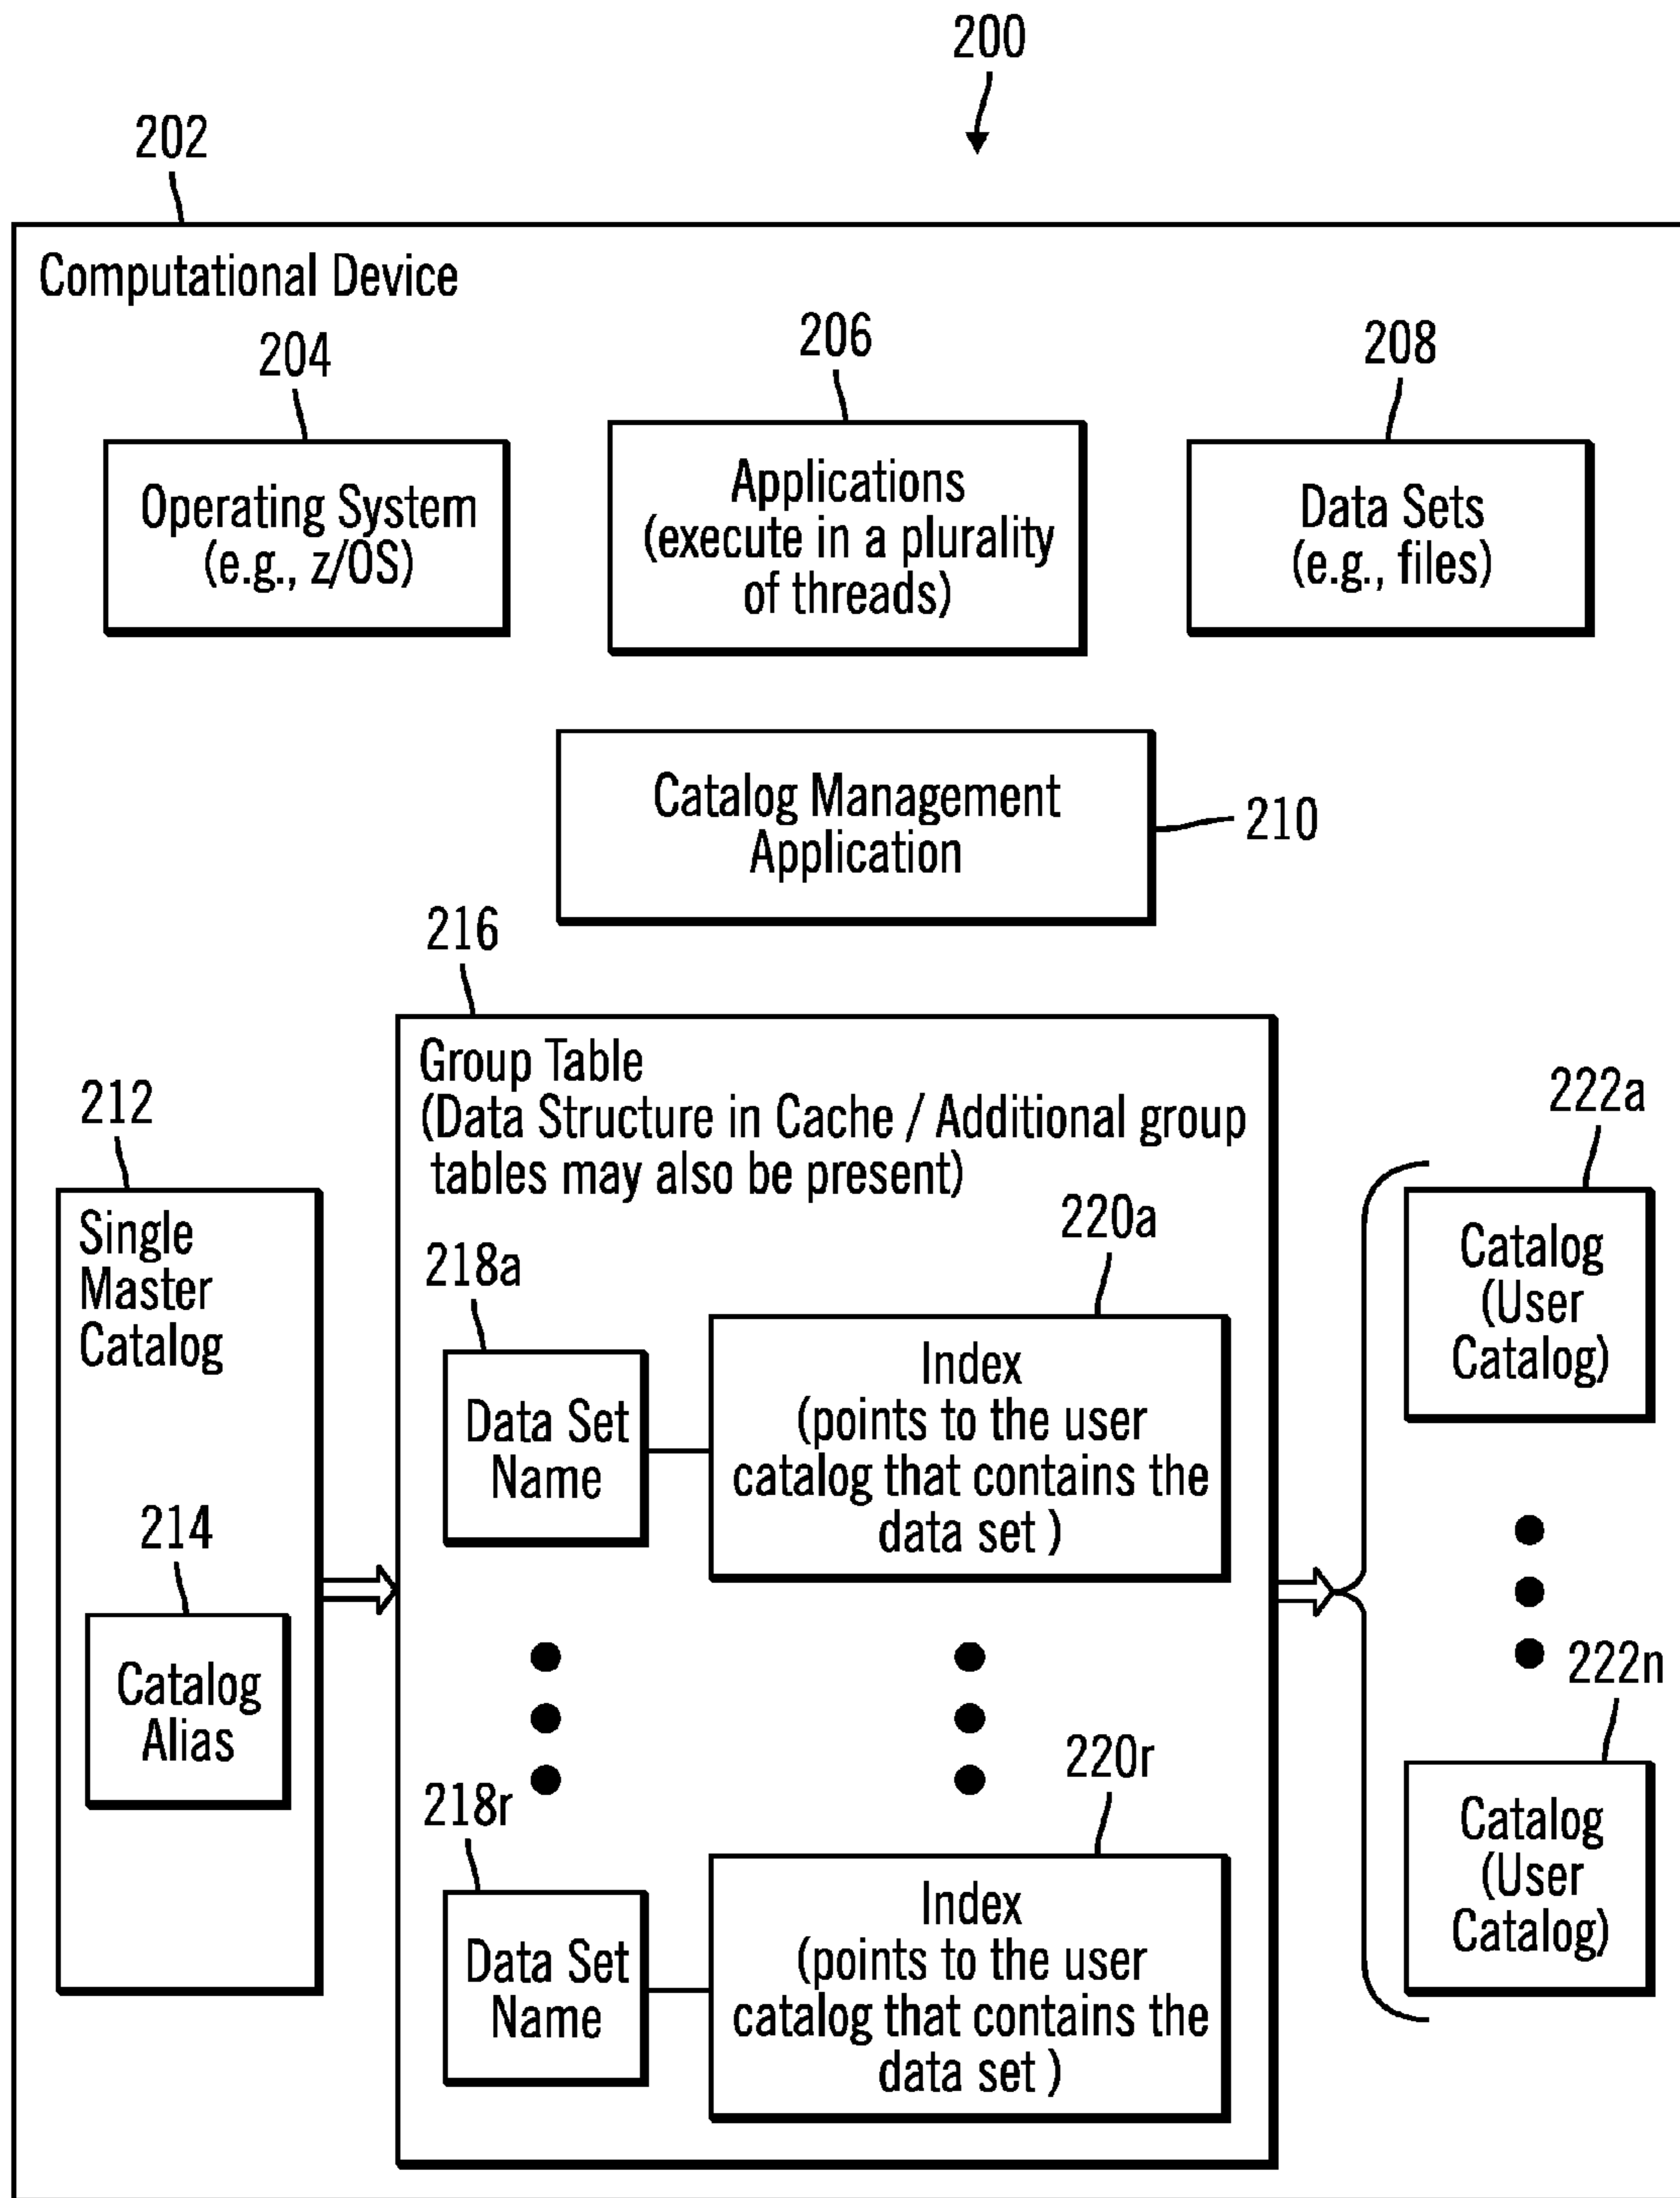 200
202
Computational Device
204
206
208
Operating System
(e.g., z/OS)
Applications
(execute in a plurality
of threads)
Data Sets
(e.g., files)
Catalog Management
Application
210
216
Group Table
(Data Structure in Cache / Additional group
tables may also be present)
212
Single
Master
Catalog
214
Catalog
Alias
218a
Data Set
Name
220a
Index
(points to the user
catalog that contains the
data set )
218r
Data Set
Name
220r
Index
(points to the user
catalog that contains the
data set )
222a
Catalog
(User
Catalog)
222n
Catalog
(User
Catalog)